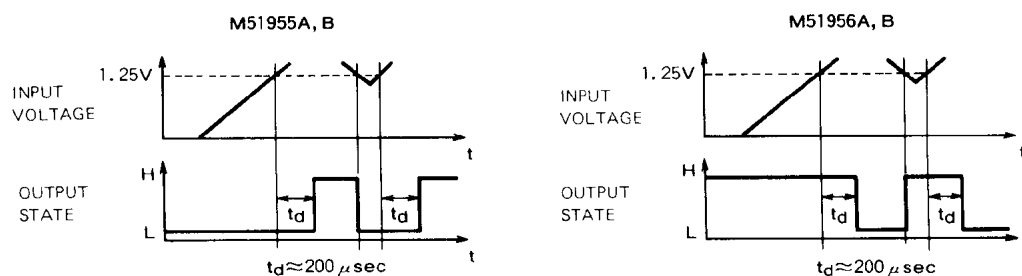 M51955A, B
1.25V
INPUT
VOLTAGE
t
H
OUTPUT
STATE
td
td
L
t
td≈200 μsec
M51956A, B
1.25V
INPUT
VOLTAGE
t
H
OUTPUT
STATE
td
td
L
t
td≈200 μsec